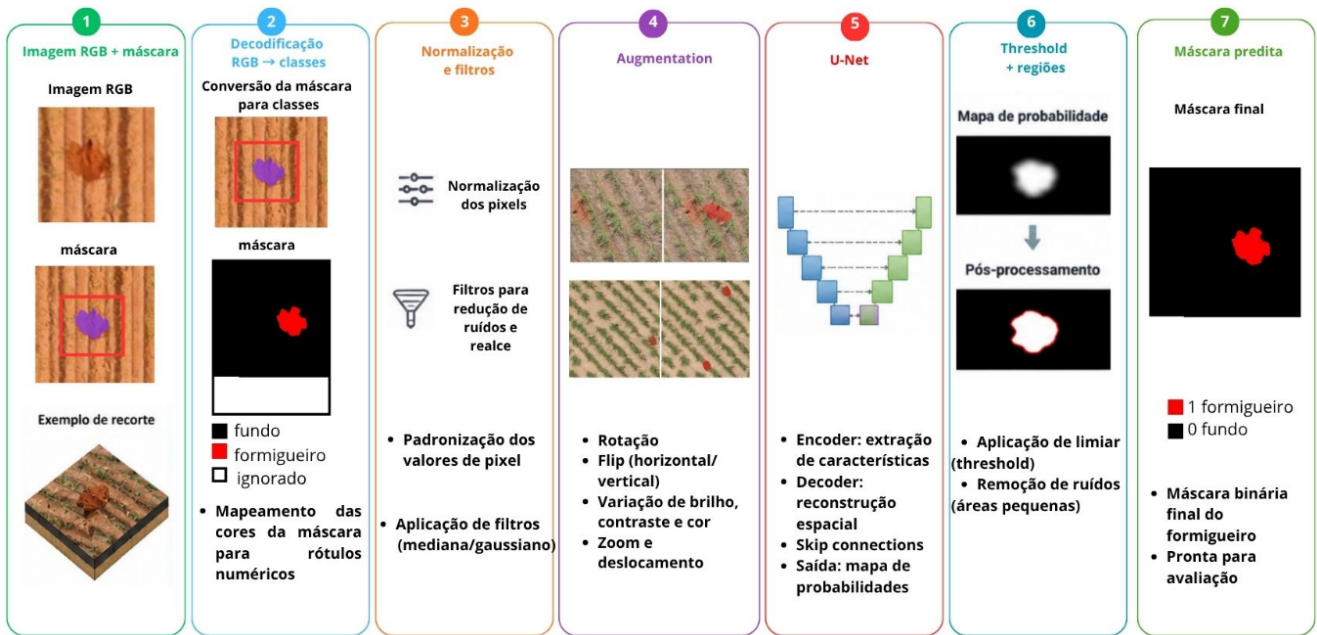 1
Imagem RGB + máscara
Imagem RGB
máscara
Exemplo de recorte
2
Decodificação
RGB → classes
Conversão da máscara
para classes
máscara
fundo
formigueiro
ignorado
• Mapeamento das
cores da máscara
para rótulos
numéricos
3
Normalização
e filtros
Normalização
dos pixels
Filtros para
redução de
ruídos e
realce
• Padronização dos
valores de pixel
• Aplicação de filtros
(mediana/gaussiano)
4
Augmentation
• Rotação
• Flip (horizontal/
vertical)
• Variação de brilho,
contraste e cor
• Zoom e
deslocamento
5
U-Net
• Encoder: extração
de características
• Decoder:
reconstrução
espacial
• Skip connections
• Saída: mapa de
probabilidades
6
Threshold
+ regiões
Mapa de probabilidade
Pós-processamento
• Aplicação de limiar
(threshold)
• Remoção de ruídos
(áreas pequenas)
7
Máscara predita
Máscara final
1 formigueiro
0 fundo
• Máscara binária
final do
formigueiro
• Pronta para
avaliação